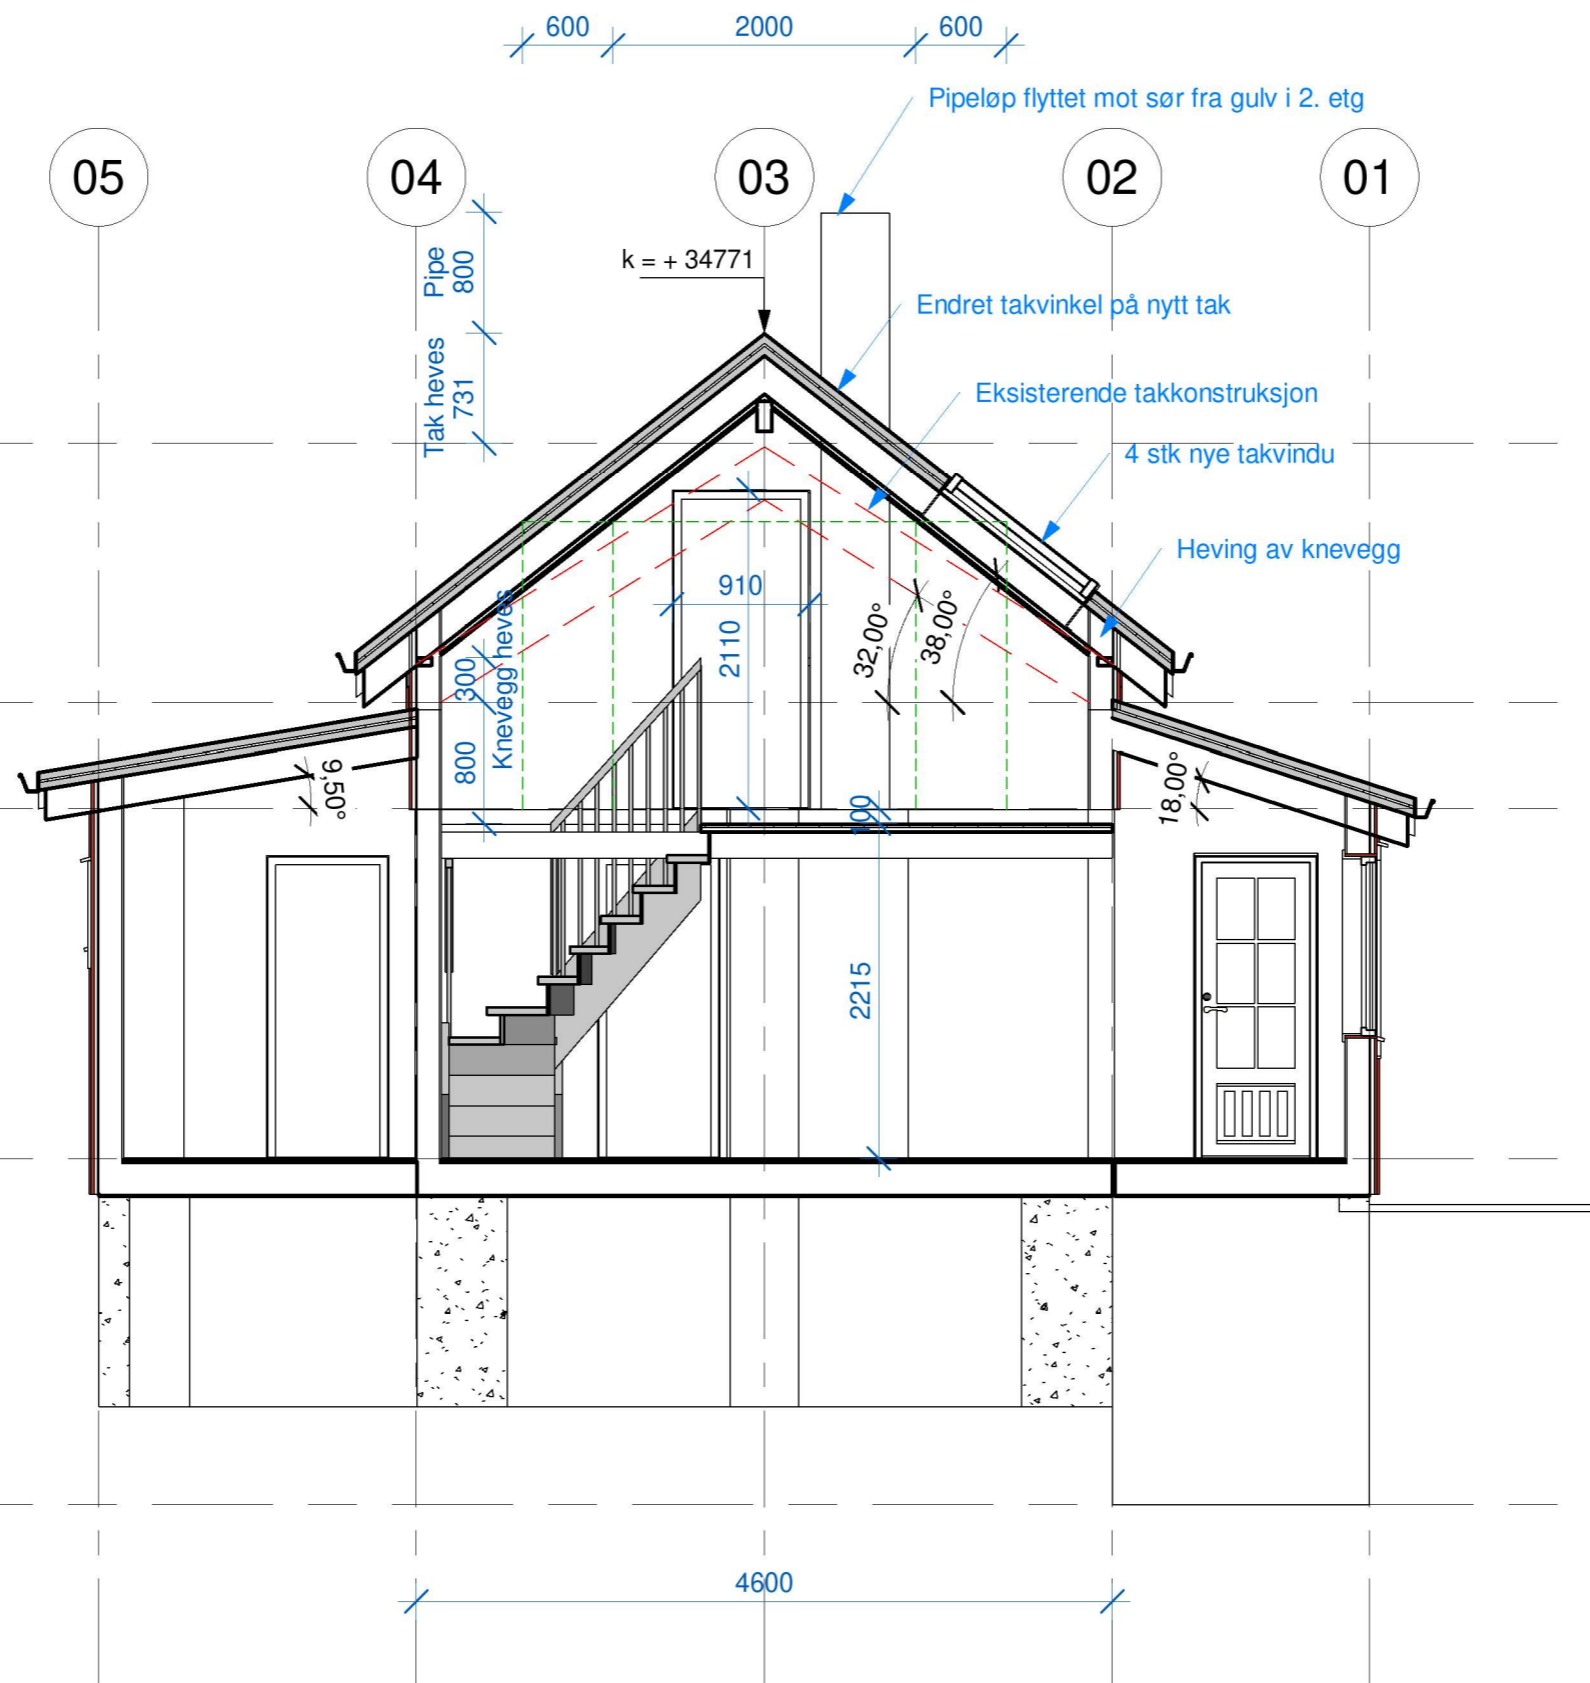 600
2000
600
Pipeløp flyttet mot sør fra gulv i 2. etg
05
04
03
02
01
Pipe
800
k = + 34771
Endret takvinkel på nytt tak
Tak heves
731
Eksisterende takkonstruksjon
4 stk nye takvindu
Heving av knevegg
910
2110
32,00°
38,00°
300
Knevegg heves
800
9,50°
18,00°
100
2215
4600